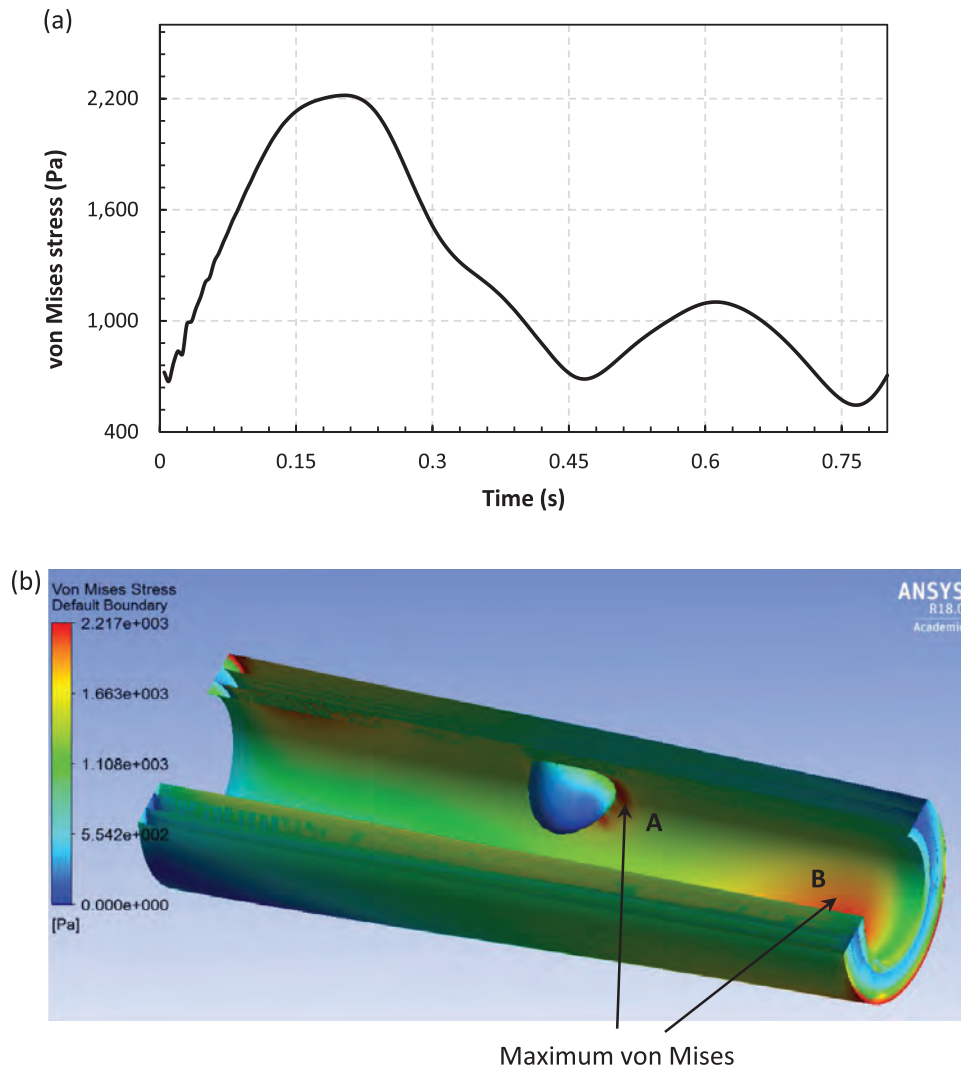 (a)
von Mises stress (Pa)
2,200
1,600
1,000
400
0 0.15 0.3 0.45 0.6 0.75
Time (s)
(b)
Von Mises Stress
Default Boundary
2.217e+003
1.663e+003
1.108e+003
5.542e+002
0.000e+000
[Pa]
ANSYS
R18.0
Academic
A
B
Maximum von Mises